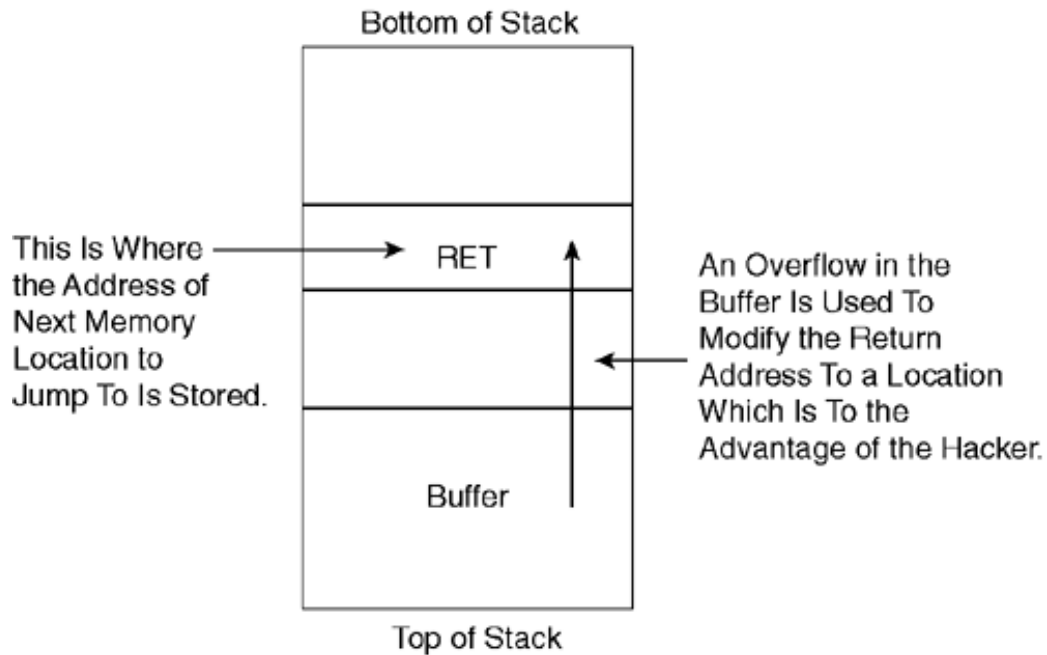 Bottom of Stack
This Is Where
the Address of
Next Memory
Location to
Jump To Is Stored.
RET
An Overflow in the
Buffer Is Used To
Modify the Return
Address To a Location
Which Is To the
Advantage of the Hacker.
Buffer
Top of Stack